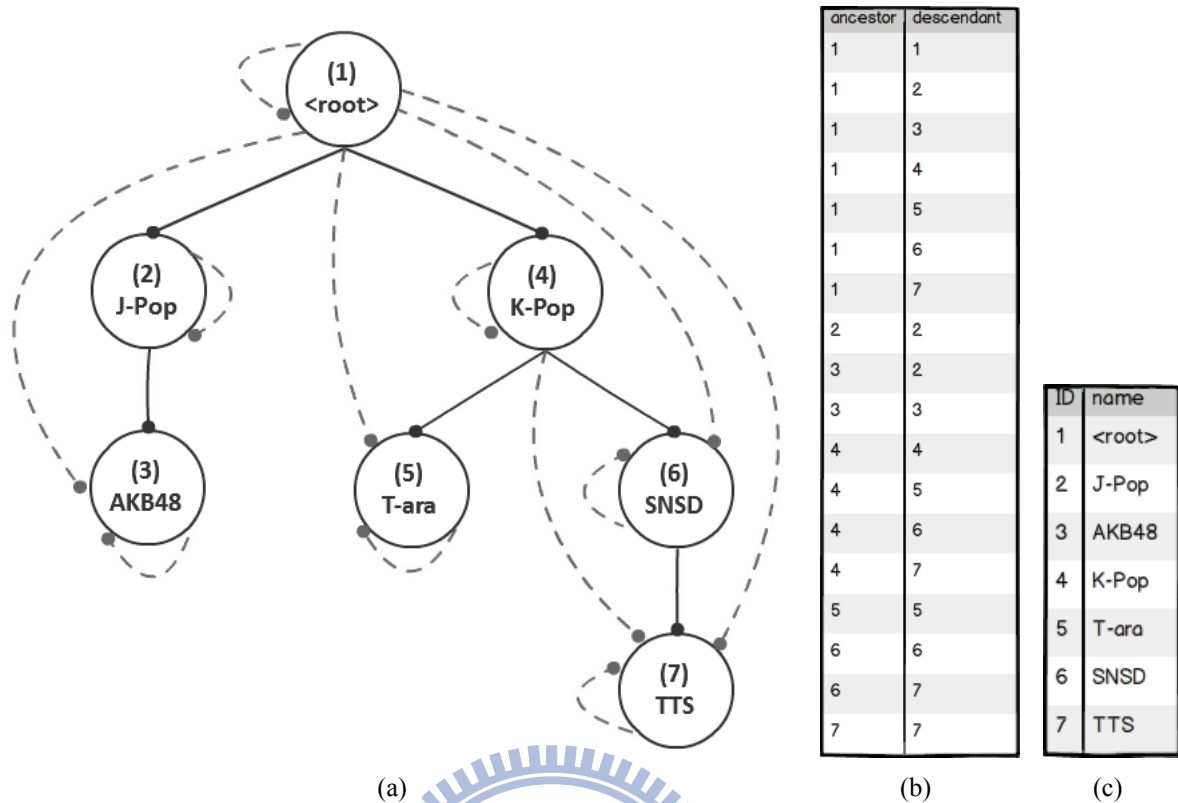 (1)
<root>
(2)
J-Pop
(4)
K-Pop
(3)
AKB48
(5)
T-ara
(6)
SNSD
(7)
TTS
(a)
ancestor descendant
1 1
1 2
1 3
1 4
1 5
1 6
1 7
2 2
3 2
3 3
4 4
4 5
4 6
4 7
5 5
6 6
6 7
7 7
(b)
ID name
1 <root>
2 J-Pop
3 AKB48
4 K-Pop
5 T-ara
6 SNSD
7 TTS
(c)